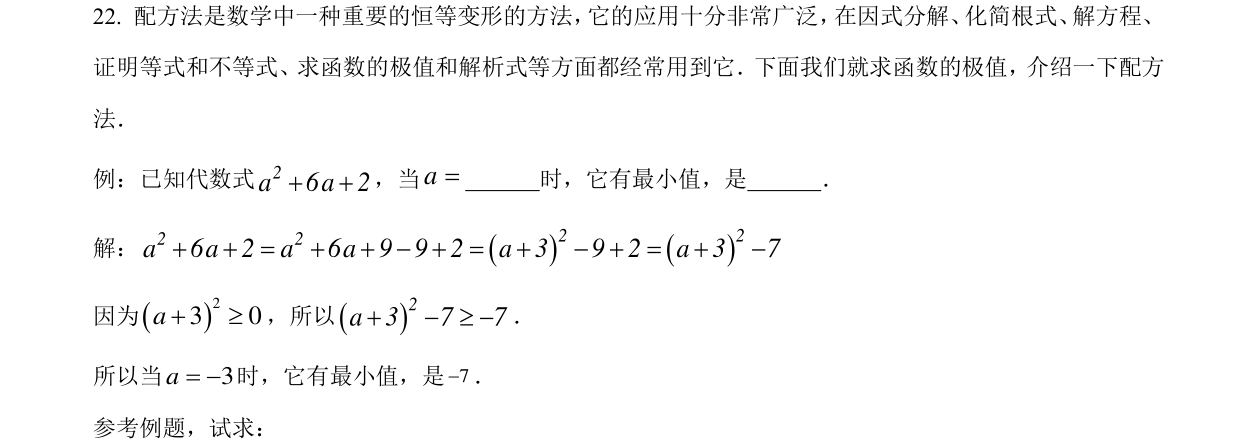 22. 配方法是数学中一种重要的恒等变形的方法，它的应用十分非常广泛，在因式分解、化简根式、解方程、
证明等式和不等式、求函数的极值和解析式等方面都经常用到它．下面我们就求函数的极值，介绍一下配方
法．
例：已知代数式 a²+6a+2，当 a = ______时，它有最小值，是______．
解：a²+6a+2=a²+6a+9−9+2=(a+3)²−9+2=(a+3)²−7
因为(a+3)²≥0，所以(a+3)²−7≥−7．
所以当 a=−3时，它有最小值，是−7．
参考例题，试求：